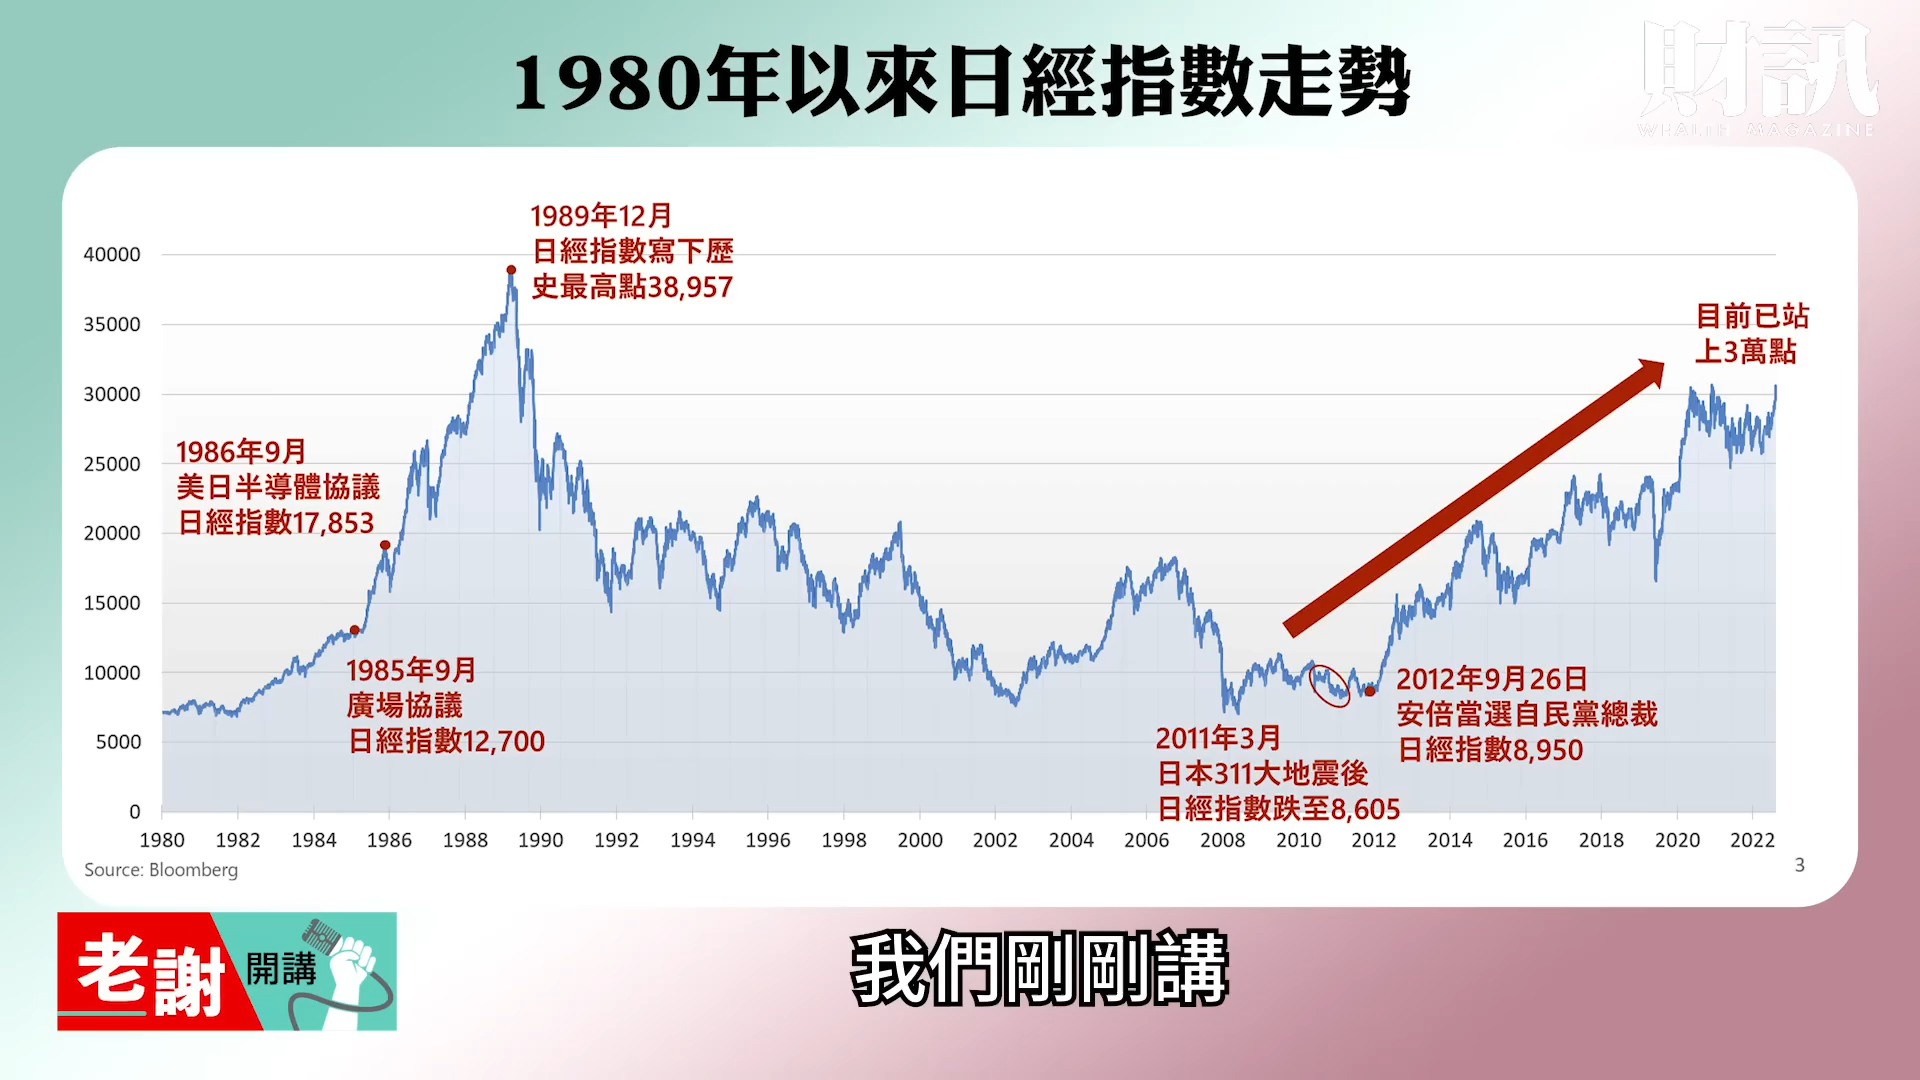 1980年以來日經指數走勢
財訊
WEALTH MAGAZINE
1989年12月
日經指數寫下歷
史最高點38,957
目前已站
上3萬點
1986年9月
美日半導體協議
日經指數17,853
1985年9月
廣場協議
日經指數12,700
2011年3月
日本311大地震後
日經指數跌至8,605
2012年9月26日
安倍當選自民黨總裁
日經指數8,950
40000
35000
30000
25000
20000
15000
10000
5000
0
1980 1982 1984 1986 1988 1990 1992 1994 1996 1998 2000 2002 2004 2006 2008 2010 2012 2014 2016 2018 2020 2022
Source: Bloomberg
3
老謝
開講
我們剛剛講